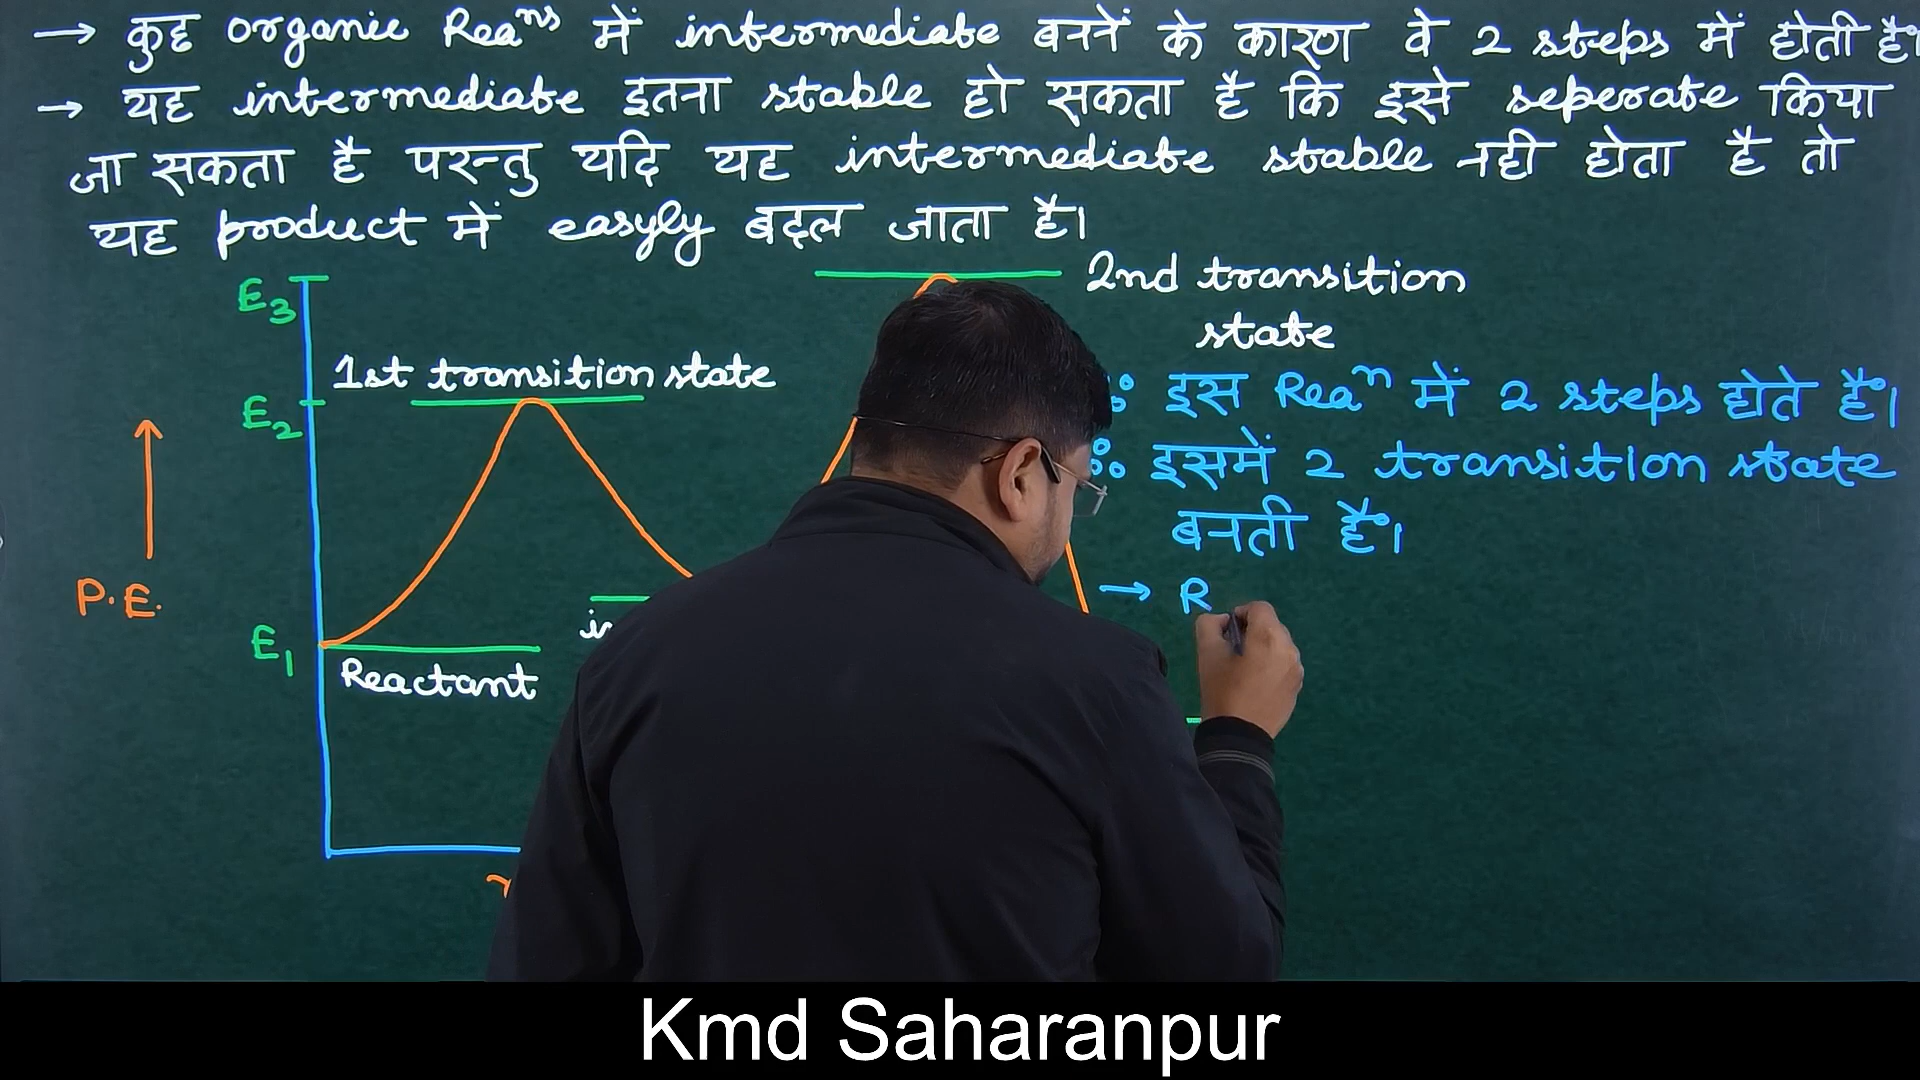 → कुछ organic Reaⁿˢ में intermediate बननें के कारण वे 2 steps में होती हैं।
→ यह intermediate इतना stable हो सकता है कि इसे seperate किया
जा सकता है परन्तु यदि यह intermediate stable नही होता है तो
यह product में easyly बदल जाता है।
E₃
2nd transition
state
1st transition state
E₂
∴ इस Reaⁿ में 2 steps होते हैं।
∴ इसमें 2 transition state
बनती हैं।
P.E.
→ R
E₁
Reactant
Kmd Saharanpur